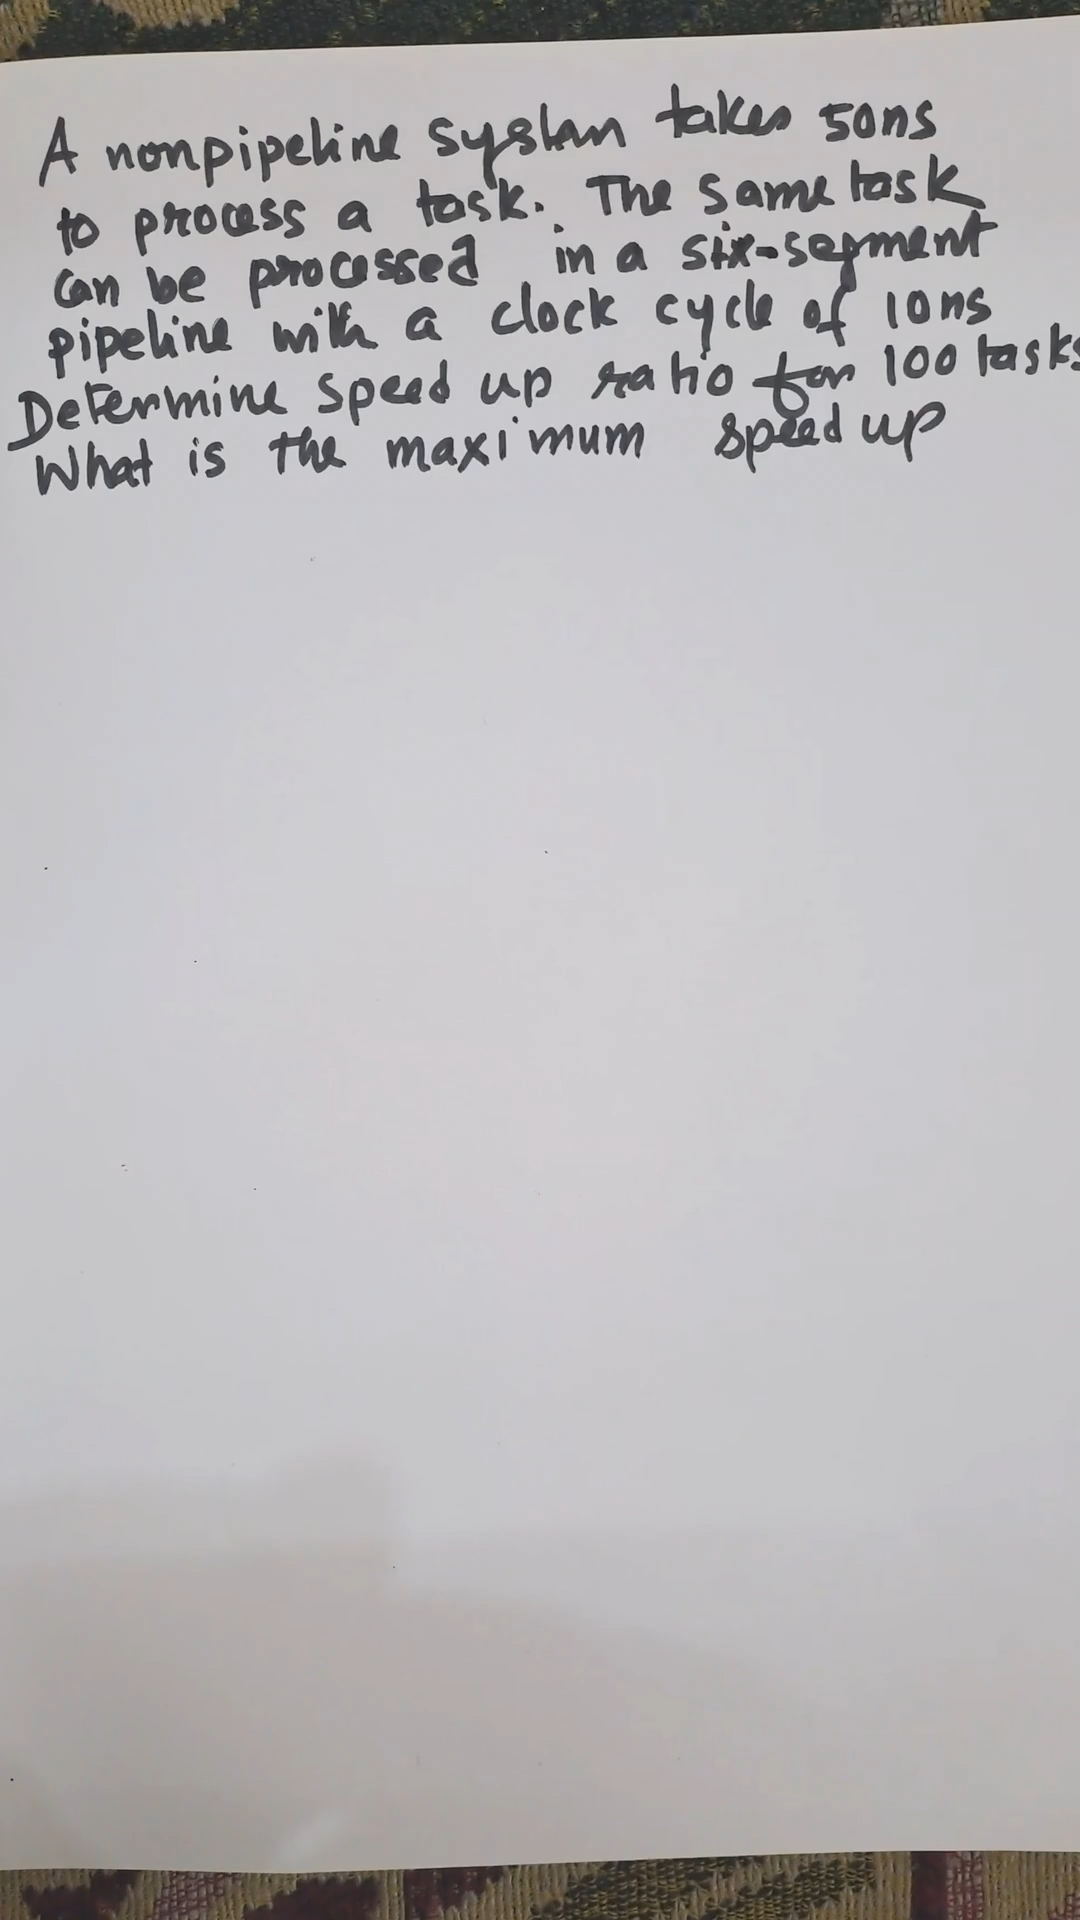 A nonpipeline system takes 50ns
to process a task. The same task
can be processed in a six-segment
pipeline with a clock cycle of 10ns
Determine speed up ratio for 100 tasks
What is the maximum speed up